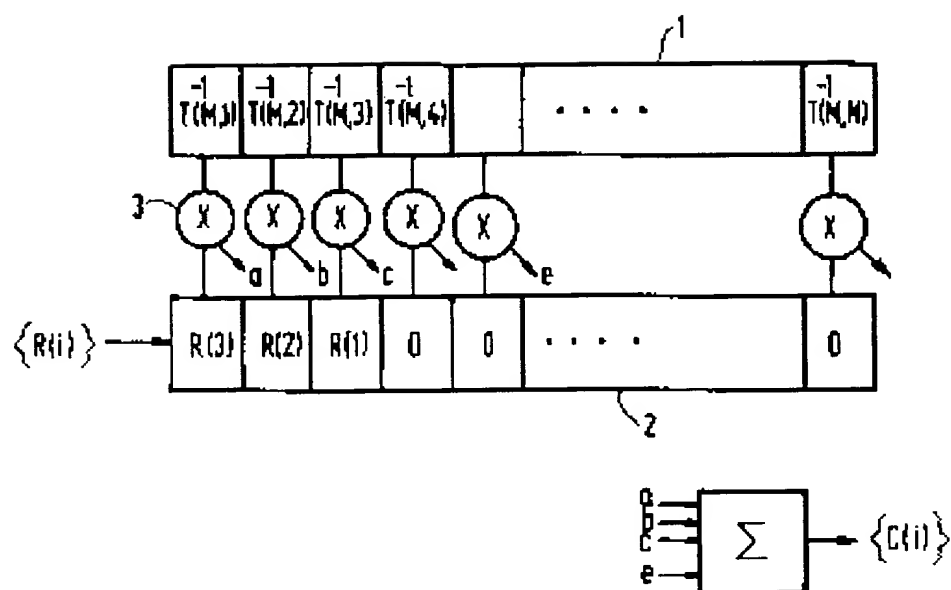 1
-1 -1 -1 -1 -1
T(M,1) T(M,2) T(M,3) T(M,4) . . . . T(M,M)
3 X X X X X X
a b c e
{R(i)} R(3) R(2) R(1) 0 0 . . . . 0
2
a
b
c
e
Σ {C(i)}